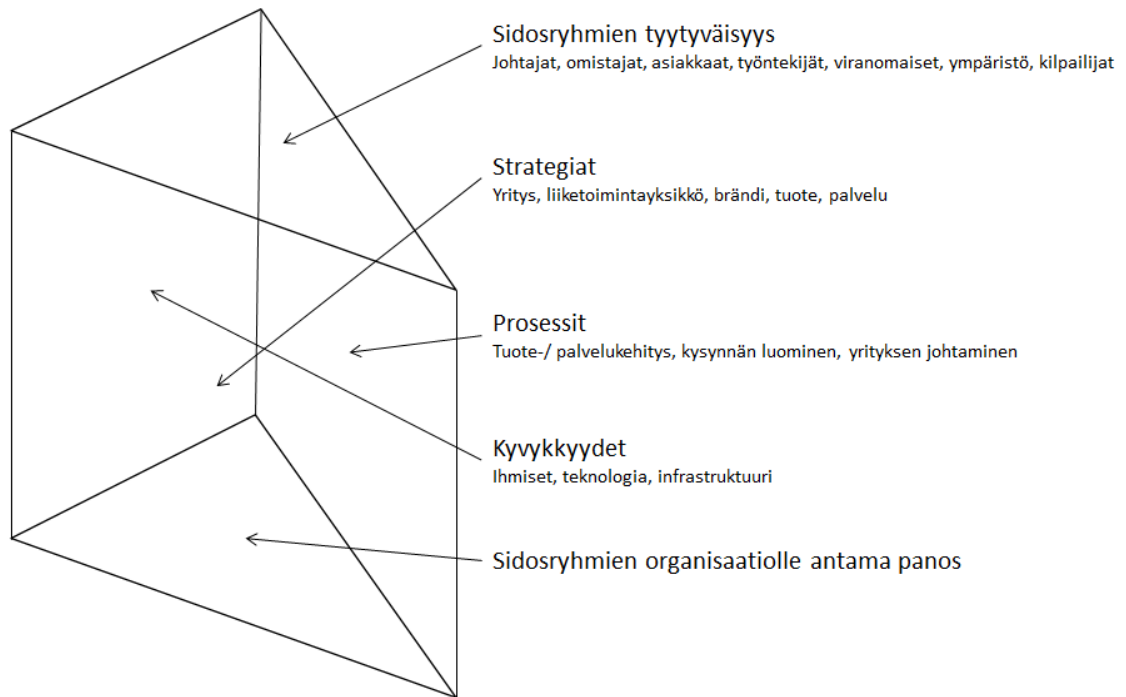 Sidosryhmien tyytyväisyys
Johtajat, omistajat, asiakkaat, työntekijät, viranomaiset, ympäristö, kilpailijat
Strategiat
Yritys, liiketoimintayksikkö, brändi, tuote, palvelu
Prosessit
Tuote-/ palvelukehitys, kysynnän luominen, yrityksen johtaminen
Kyvykkyydet
Ihmiset, teknologia, infrastruktuuri
Sidosryhmien organisaatiolle antama panos